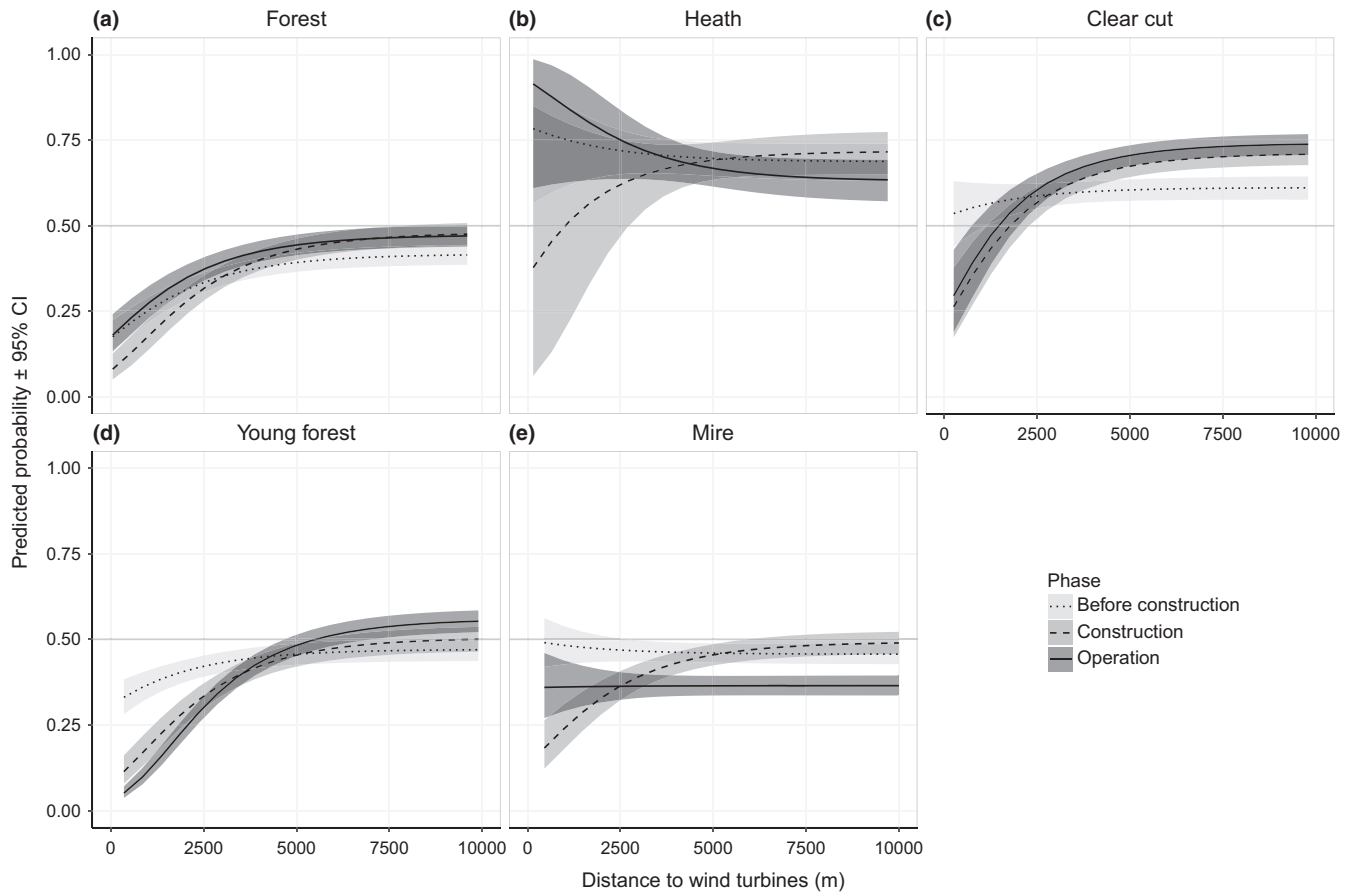 (a) Forest
(b) Heath
(c) Clear cut
1.00
0.75
0.50
0.25
0.00
0 2500 5000 7500 10000
(d) Young forest
(e) Mire
1.00
0.75
0.50
0.25
0.00
0 2500 5000 7500 10000
0 2500 5000 7500 10000
Predicted probability ± 95% CI
Distance to wind turbines (m)
Phase
Before construction
Construction
Operation